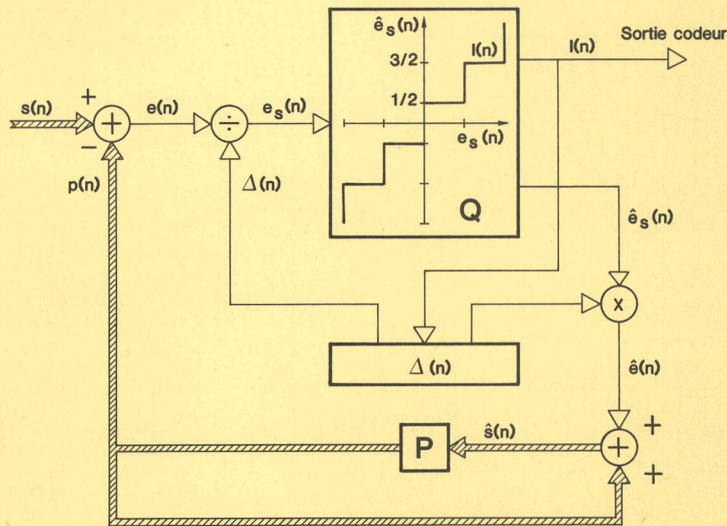 ê_s(n)
I(n)
I(n)
Sortie codeur
3/2
1/2
+
s(n)
+
e(n)
÷
e_s(n)
e_s(n)
−
p(n)
Δ(n)
Q
ê_s(n)
x
Δ(n)
ê(n)
P
ŝ(n)
+
+
+